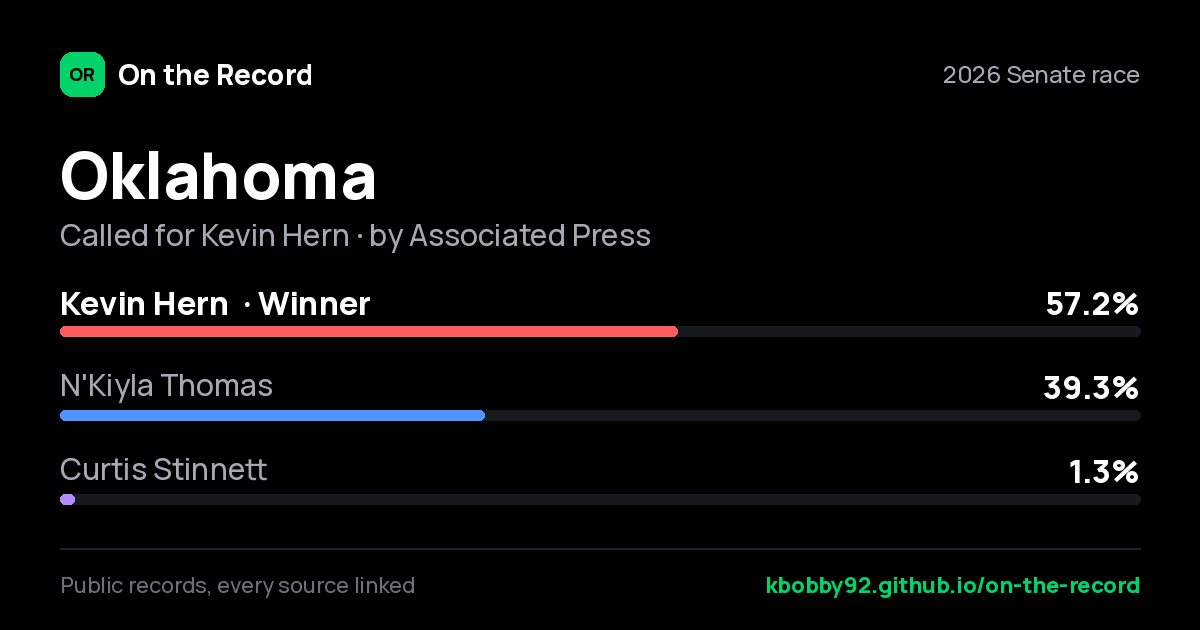 OR On the Record
2026 Senate race
Oklahoma
Called for Kevin Hern · by Associated Press
Kevin Hern · Winner 57.2%
N'Kiyla Thomas 39.3%
Curtis Stinnett 1.3%
Public records, every source linked
kbobby92.github.io/on-the-record